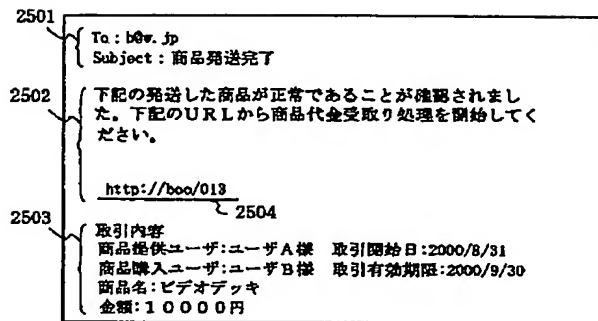 2501
To:b@w.jp
Subject:商品発送完了
2502
下記の発送した商品が正常であることが確認されまし
た。下記のURLから商品代金受取り処理を開始してく
ださい。
http://boo/013
2504
2503
取引内容
商品提供ユーザ:ユーザA様 取引開始日:2000/8/31
商品購入ユーザ:ユーザB様 取引有効期限:2000/9/30
商品名:ビデオデッキ
金額:10000円